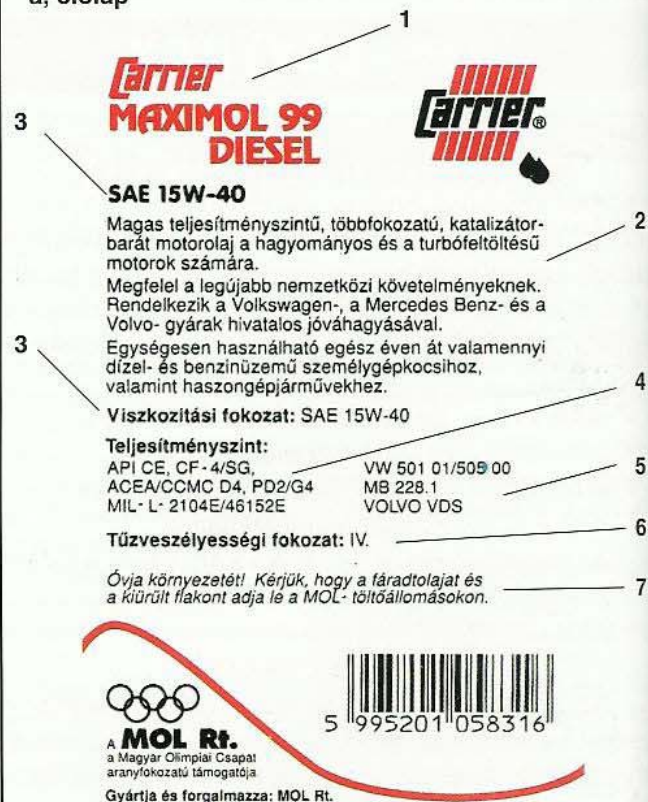 a, előlap
1
Carrier
MAXIMOL 99
DIESEL
Carrier®
3
SAE 15W-40
Magas teljesítményszintű, többfokozatú, katalizátor-
barát motorolaj a hagyományos és a turbófeltöltésű
motorok számára.
2
Megfelel a legújabb nemzetközi követelményeknek.
Rendelkezik a Volkswagen-, a Mercedes Benz- és a
Volvo- gyárak hivatalos jóváhagyásával.
3
Egységesen használható egész éven át valamennyi
dízel- és benzinüzemű személygépkocsihoz,
valamint haszongépjárművekhez.
4
Viszkozitási fokozat: SAE 15W-40
Teljesítményszint:
API CE, CF-4/SG, VW 501 01/505 00
ACEA/CCMC D4, PD2/G4 MB 228.1
MIL- L- 2104E/46152E VOLVO VDS
5
Tűzveszélyességi fokozat: IV.
6
Óvja környezetét! Kérjük, hogy a fáradtolajat és
a kiürült flakont adja le a MOL- töltőállomásokon.
7
A MOL Rt.
a Magyar Olimpiai Csapat
aranyfokozatú támogatója
5 995201 058316
Gyártja és forgalmazza: MOL Rt.